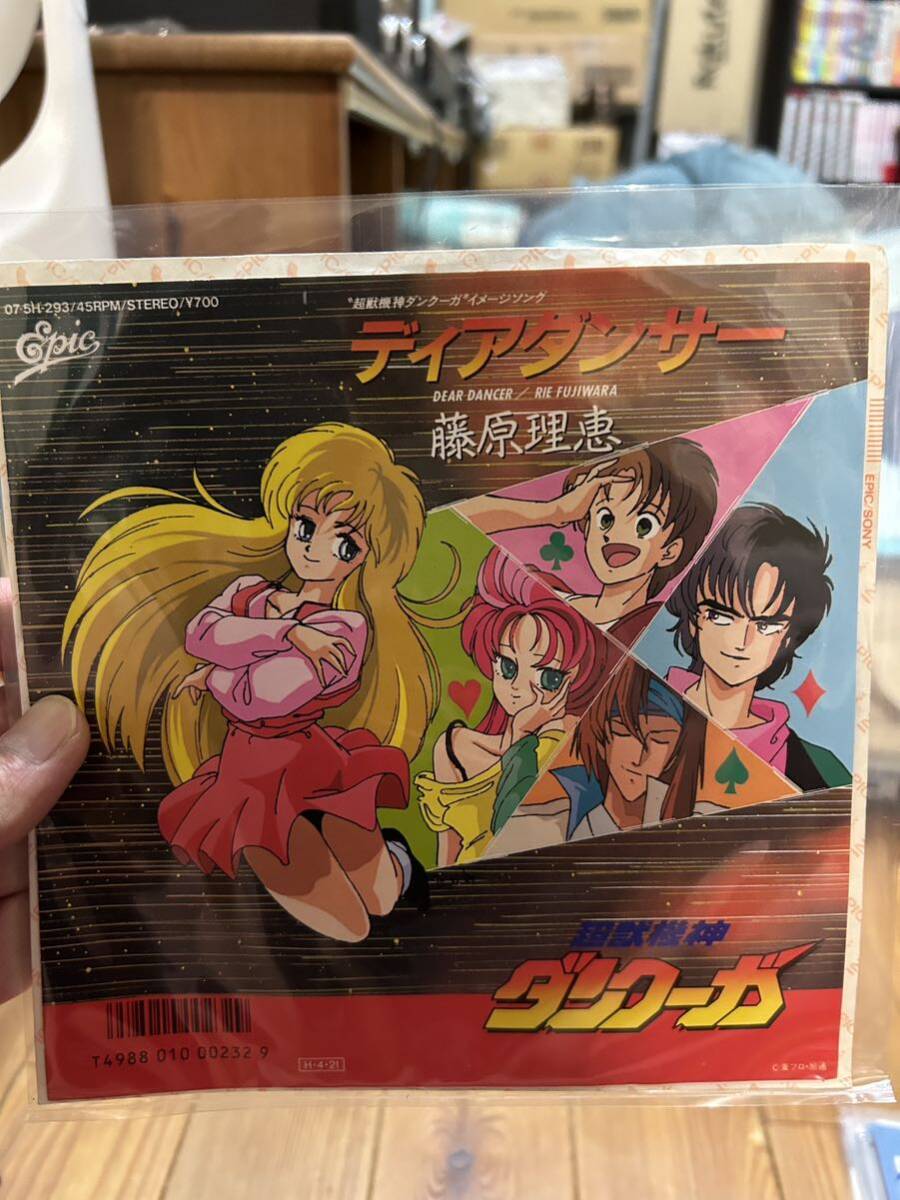 07·5H-293/45RPM/STEREO/¥700
Epic
"超獣機神ダンクーガ"イメージソング
ディアダンサー
DEAR DANCER / RIE FUJIWARA
藤原理恵
EPIC/SONY
超獣機神
ダンクーガ
T4988 010 00232 9
H·4·21